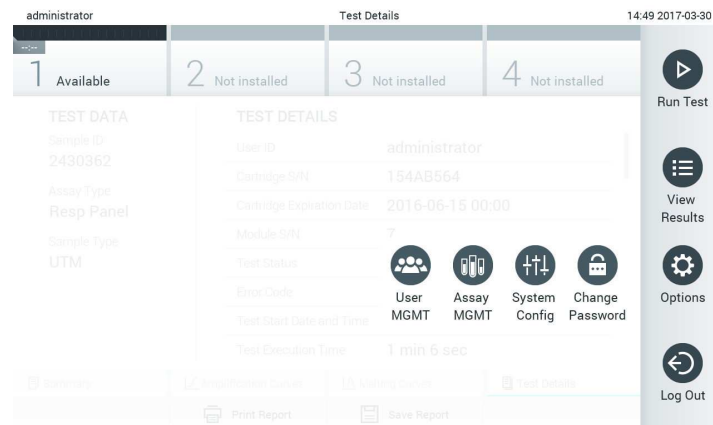 administrator
Test Details
14:49 2017-03-30
--:--
1 Available
2 Not installed
3 Not installed
4 Not installed
Run Test
View Results
Options
Log Out
TEST DATA
Sample ID
2430362
Assay Type
Resp Panel
Sample Type
UTM
TEST DETAILS
User ID administrator
Cartridge S/N 154AB564
Cartridge Expiration Date 2016-06-15 00:00
Module S/N 7
Test Status
Error Code
Test Start Date and Time
Test Execution Time 1 min 6 sec
User MGMT
Assay MGMT
System Config
Change Password
Summary
Amplification Curves
Melting Curves
Test Details
Print Report
Save Report